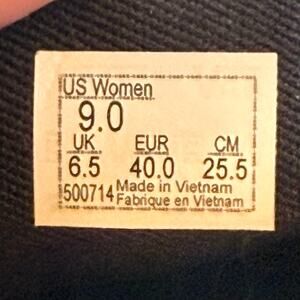 US Women
9.0
UK EUR CM
6.5 40.0 25.5
500714 Made in Vietnam
Fabrique en Vietnam